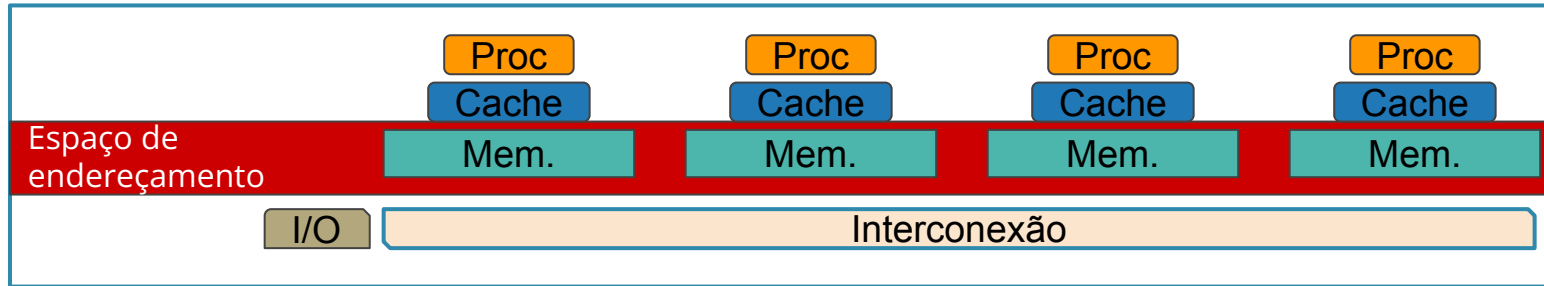 Proc Proc Proc Proc
Cache Cache Cache Cache
Espaço de
endereçamento
Mem. Mem. Mem. Mem.
I/O Interconexão